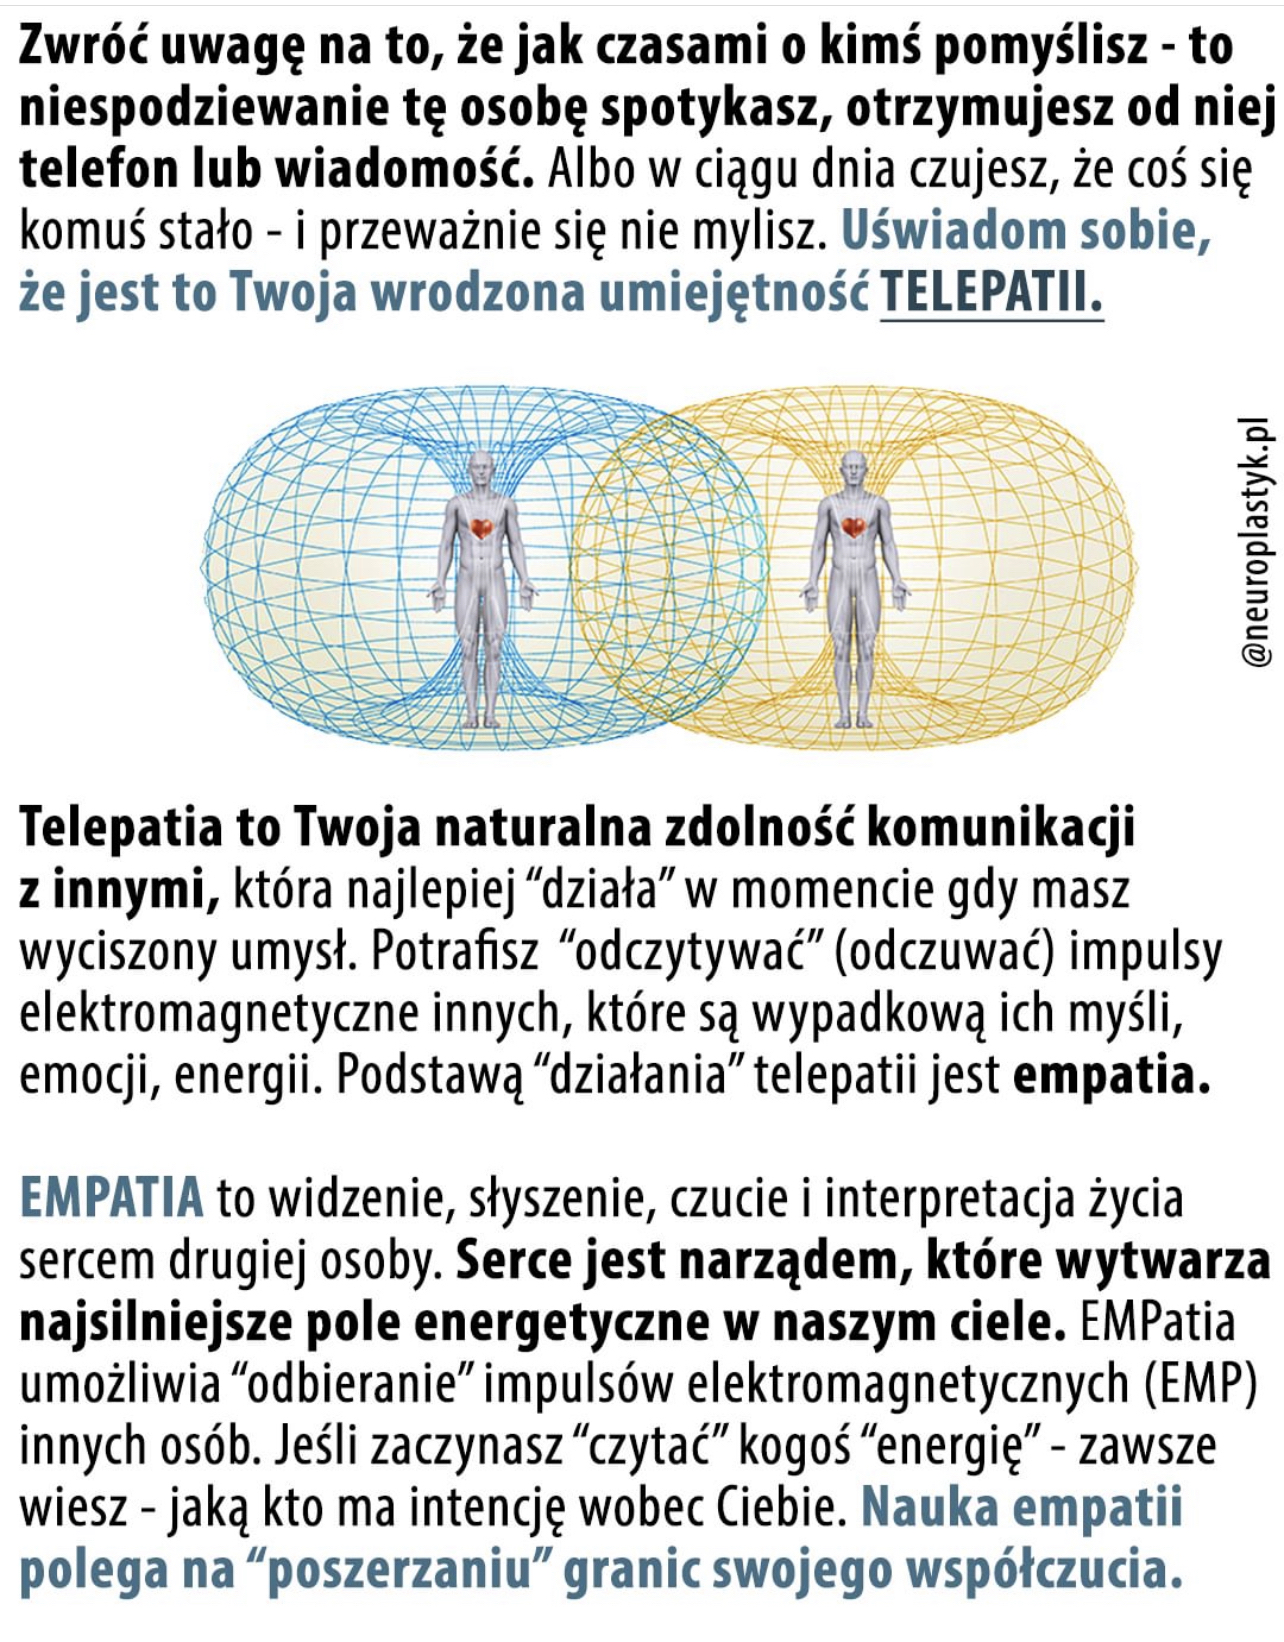 Zwróć uwagę na to, że jak czasami o kimś pomyślisz - to
niespodziewanie tę osobę spotykasz, otrzymujesz od niej
telefon lub wiadomość. Albo w ciągu dnia czujesz, że coś się
komuś stało - i przeważnie się nie mylisz. Uświadom sobie,
że jest to Twoja wrodzona umiejętność TELEPATII.
@neuroplastyk.pl
Telepatia to Twoja naturalna zdolność komunikacji
z innymi, która najlepiej “działa” w momencie gdy masz
wyciszony umysł. Potrafisz “odczytywać” (odczuwać) impulsy
elektromagnetyczne innych, które są wypadkową ich myśli,
emocji, energii. Podstawą “działania” telepatii jest empatia.
EMPATIA to widzenie, słyszenie, czucie i interpretacja życia
sercem drugiej osoby. Serce jest narządem, które wytwarza
najsilniejsze pole energetyczne w naszym ciele. EMPatia
umożliwia “odbieranie” impulsów elektromagnetycznych (EMP)
innych osób. Jeśli zaczynasz “czytać” kogoś “energię” - zawsze
wiesz - jaką kto ma intencję wobec Ciebie. Nauka empatii
polega na “poszerzaniu” granic swojego współczucia.